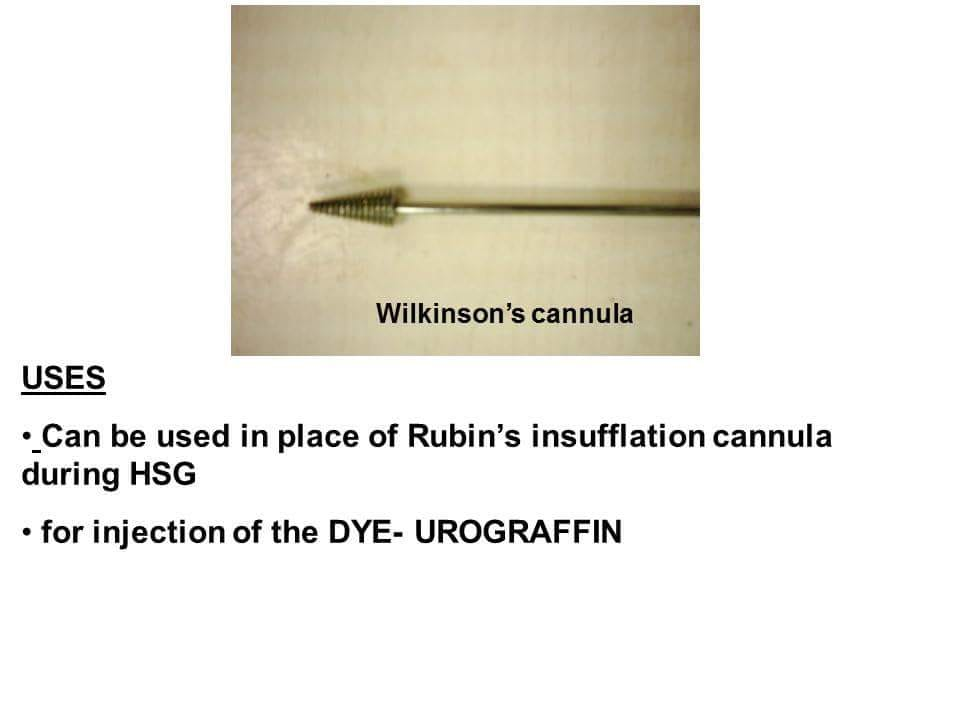 Wilkinson’s cannula
USES
• Can be used in place of Rubin’s insufflation cannula
during HSG
• for injection of the DYE- UROGRAFFIN